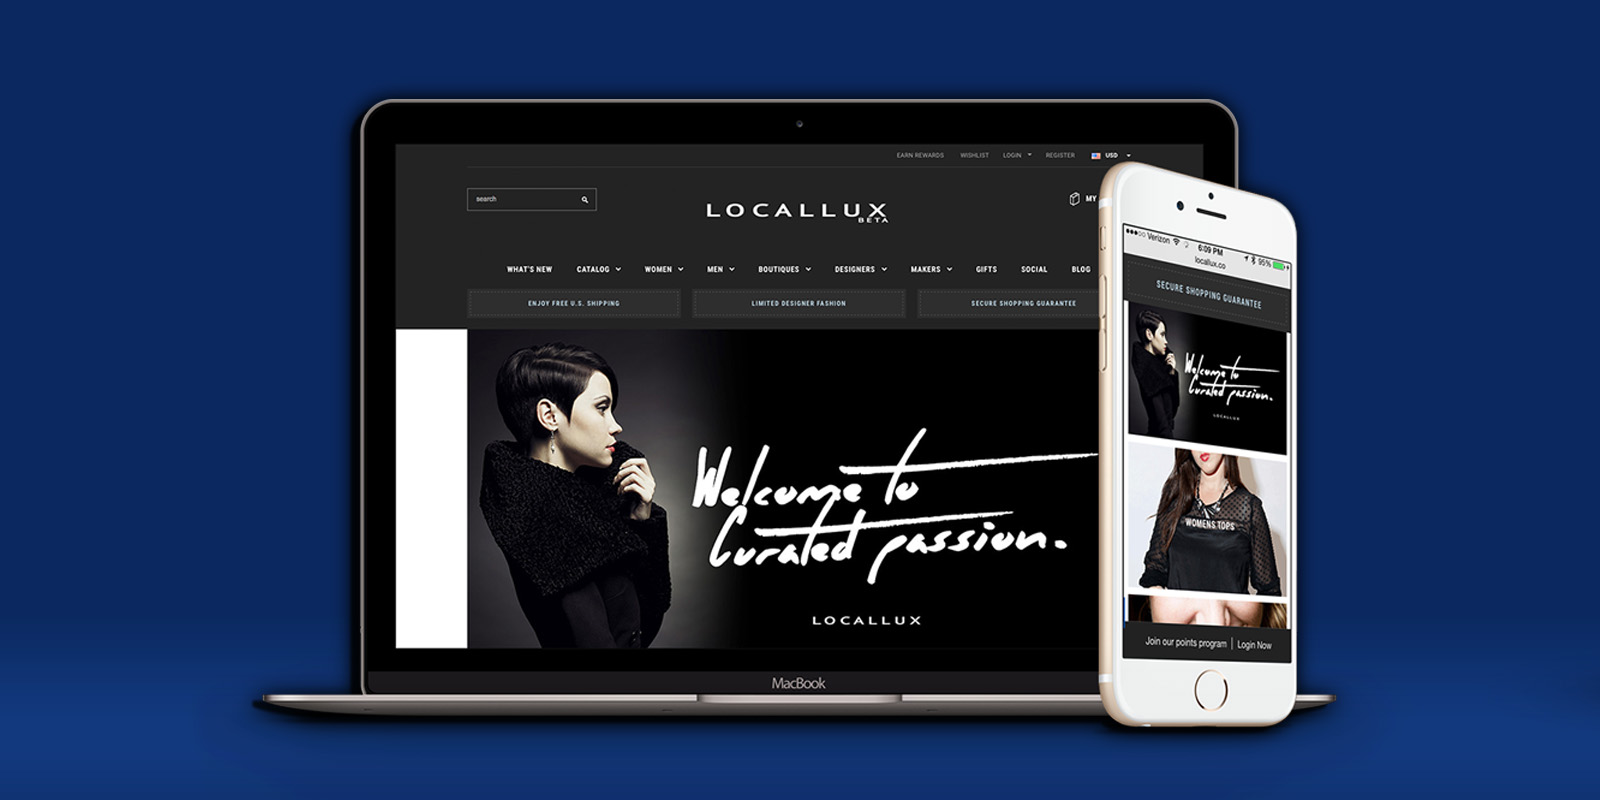 EARN REWARDS WISHLIST LOGIN REGISTER USD
search
LOCALLUX
BETA
MY
WHAT'S NEW CATALOG WOMEN MEN BOUTIQUES DESIGNERS MAKERS GIFTS SOCIAL BLOG
ENJOY FREE U.S. SHIPPING LIMITED DESIGNER FASHION SECURE SHOPPING GUARANTEE
Welcome to
Curated passion.
LOCALLUX
MacBook
Verizon 6:09 PM 95%
locallux.co
SECURE SHOPPING GUARANTEE
Welcome to
Curated passion.
LOCALLUX
WOMENS TOPS
Join our points program | Login Now